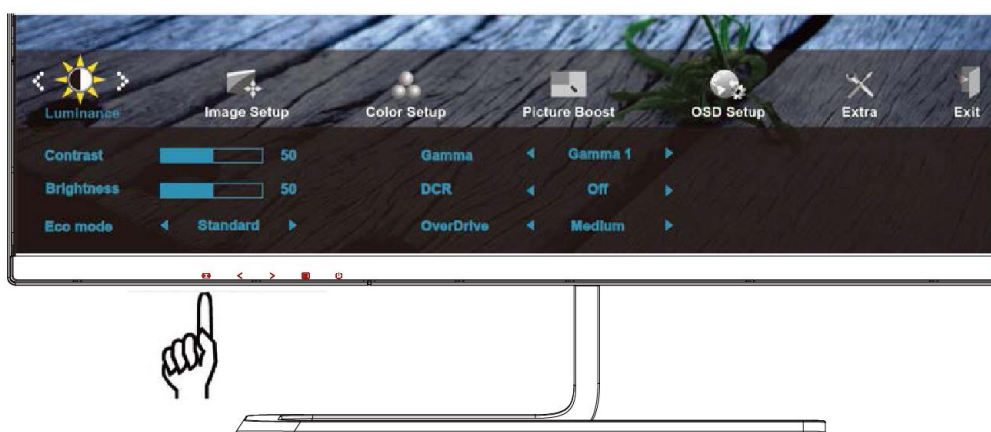 Luminance Image Setup Color Setup Picture Boost OSD Setup Extra Exit
Contrast 50 Gamma Gamma 1
Brightness 50 DCR Off
Eco mode Standard OverDrive Medium